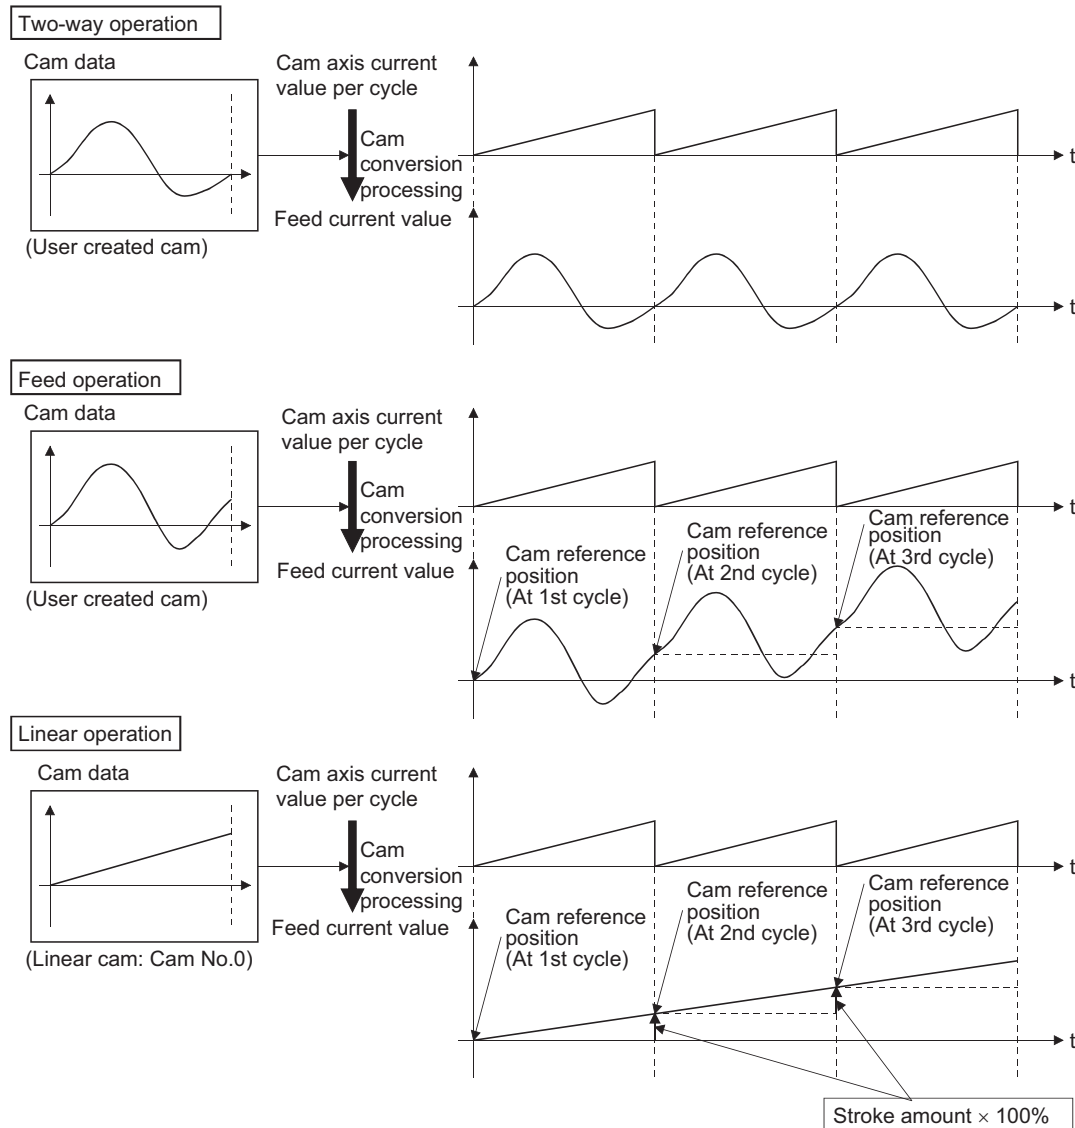 Two-way operation
Cam data
(User created cam)
Cam axis current
value per cycle
Cam
conversion
processing
Feed current value
t
t
Feed operation
Cam data
(User created cam)
Cam axis current
value per cycle
Cam
conversion
processing
Feed current value
t
Cam reference
position
(At 1st cycle)
Cam reference
position
(At 2nd cycle)
Cam reference
position
(At 3rd cycle)
t
Linear operation
Cam data
(Linear cam: Cam No.0)
Cam axis current
value per cycle
Cam
conversion
processing
Feed current value
t
Cam reference
position
(At 1st cycle)
Cam reference
position
(At 2nd cycle)
Cam reference
position
(At 3rd cycle)
t
Stroke amount × 100%